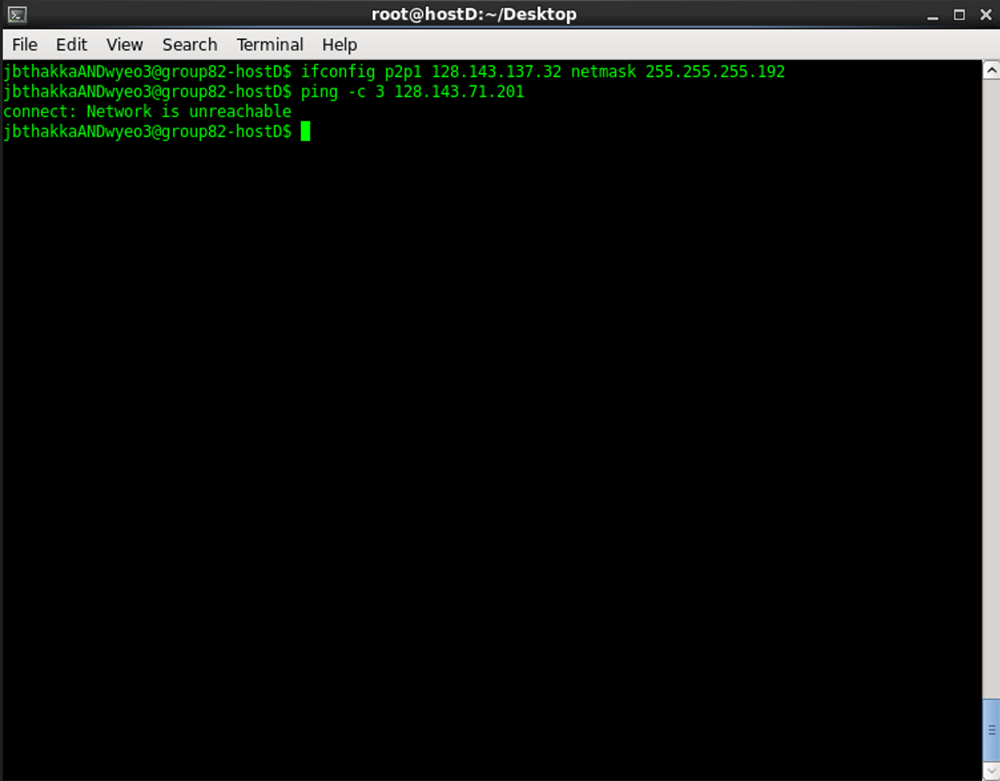 root@hostD:~/Desktop
File Edit View Search Terminal Help
jbthakkaANDwyeo3@group82-hostD$ ifconfig p2p1 128.143.137.32 netmask 255.255.255.192
jbthakkaANDwyeo3@group82-hostD$ ping -c 3 128.143.71.201
connect: Network is unreachable
jbthakkaANDwyeo3@group82-hostD$